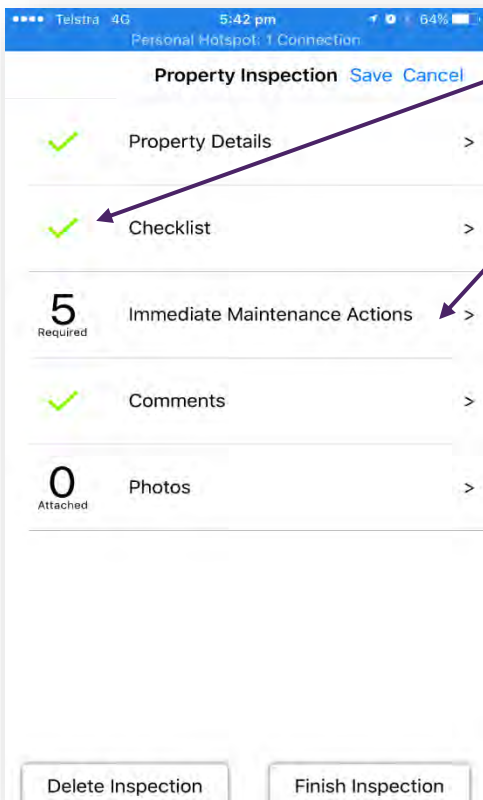 Telstra 4G 5:42 pm 64%
Personal Hotspot: 1 Connection
Property Inspection Save Cancel
Property Details >
Checklist >
5
Required
Immediate Maintenance Actions >
Comments >
0
Attached
Photos >
Delete Inspection Finish Inspection